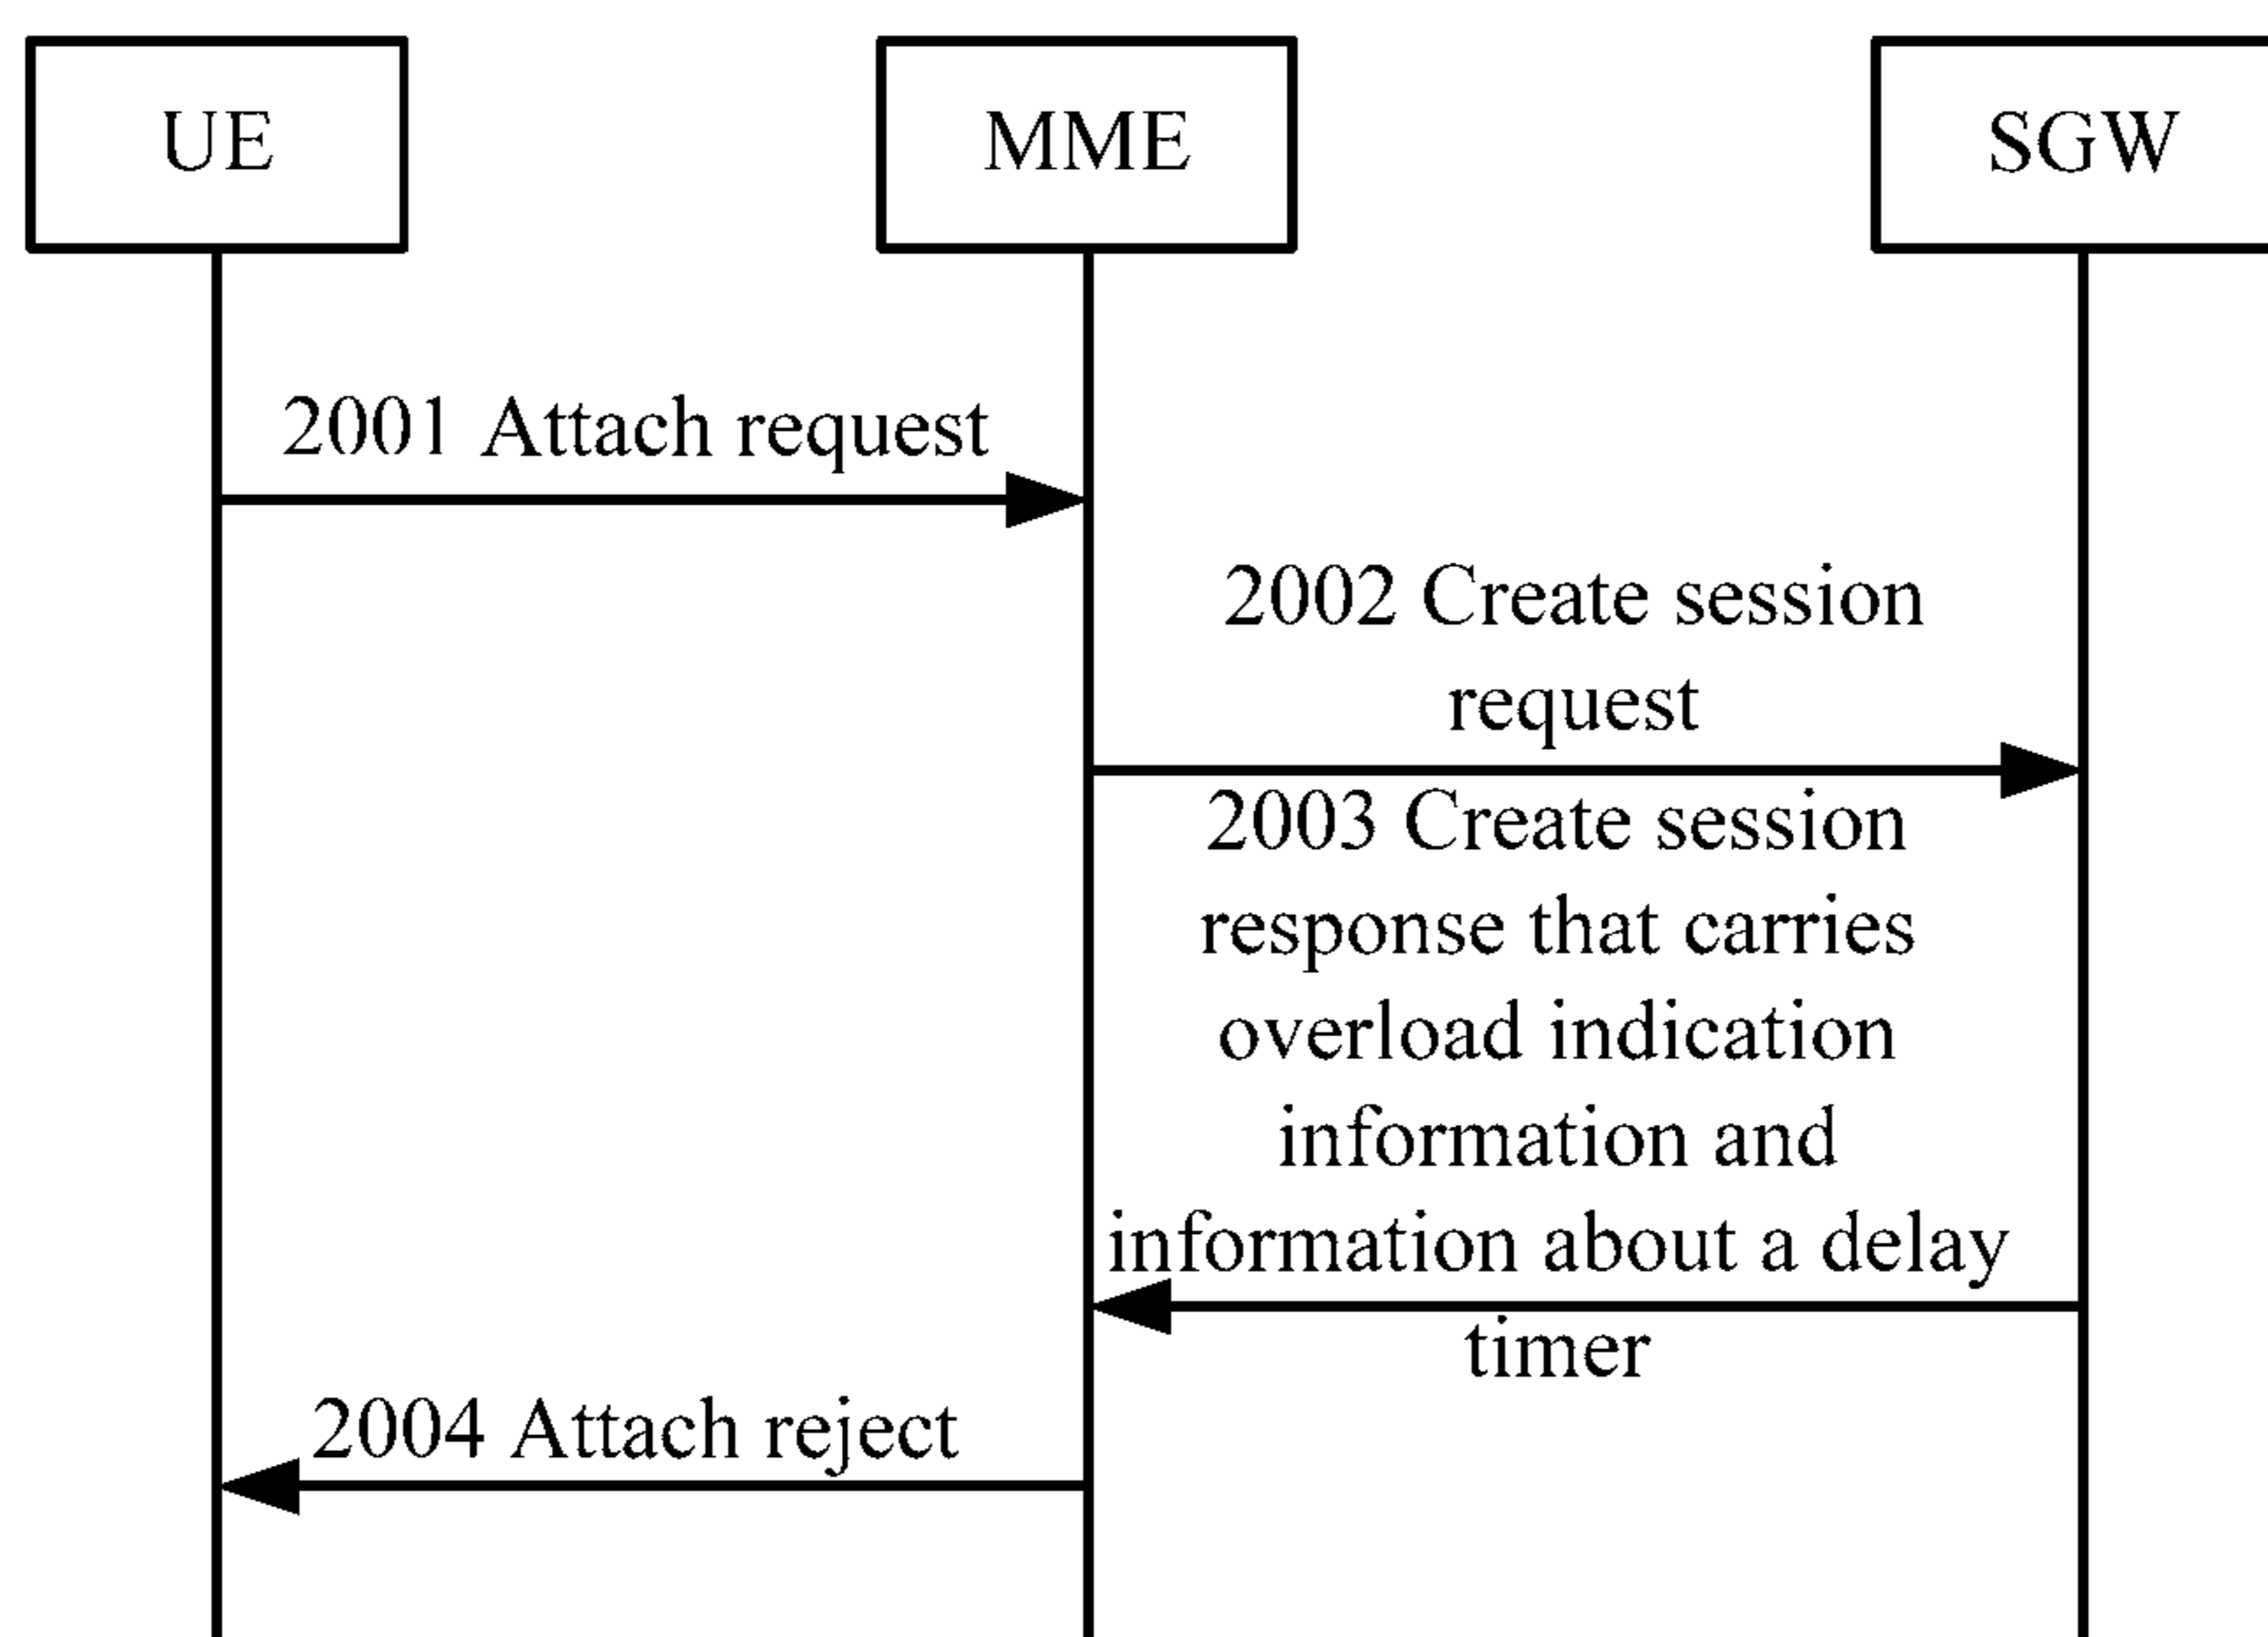 UE
MME
SGW
2001 Attach request
2002 Create session
request
2003 Create session
response that carries
overload indication
information and
information about a delay
timer
2004 Attach reject